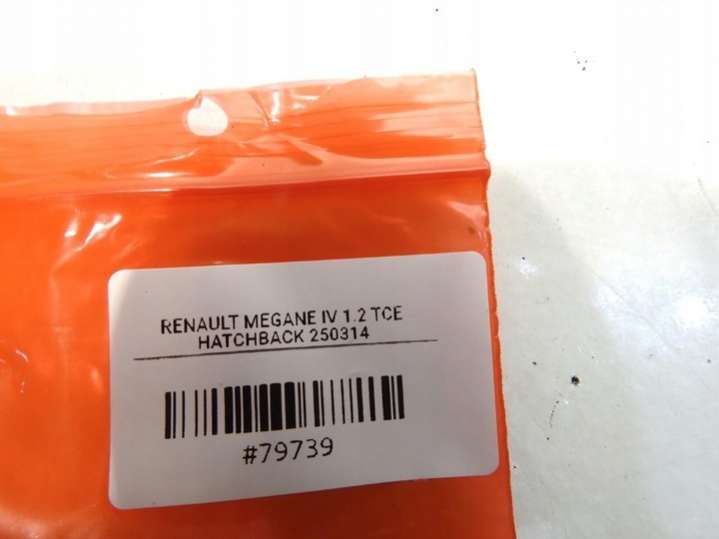 RENAULT MEGANE IV 1.2 TCE
HATCHBACK 250314
#79739